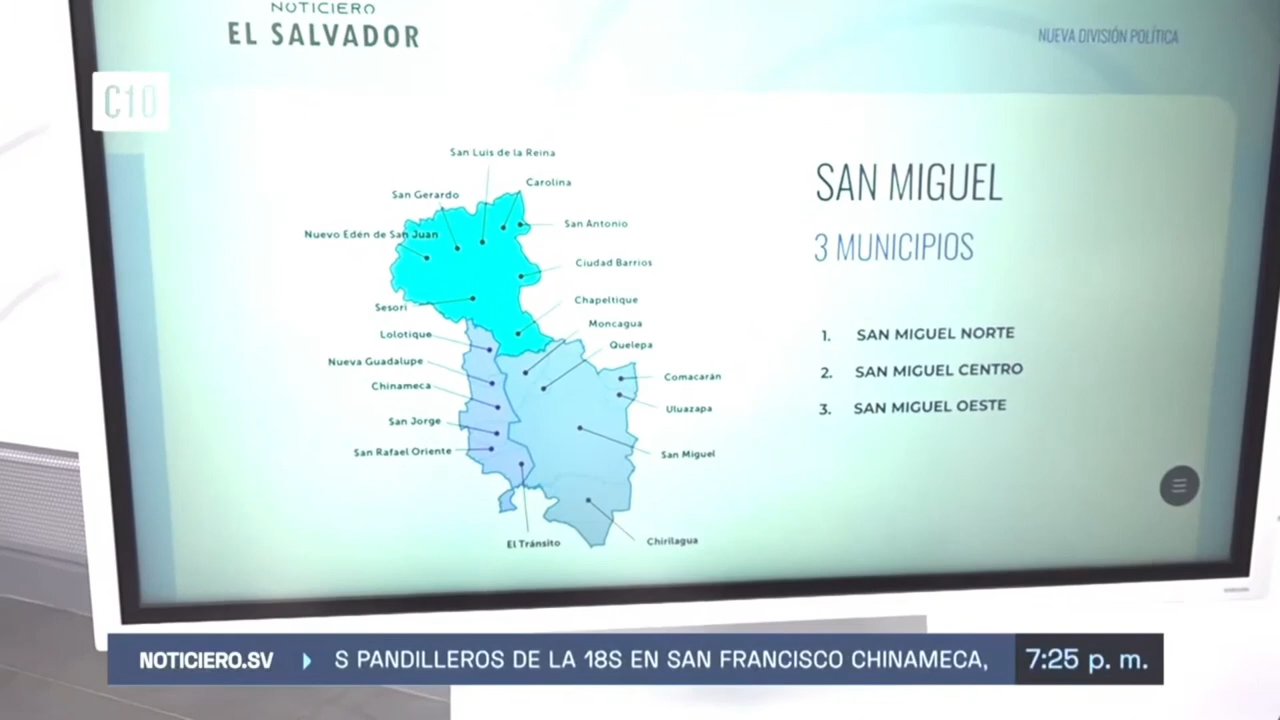 NOTICIERO
EL SALVADOR
NUEVA DIVISIÓN POLÍTICA
C10
San Luis de la Reina
Carolina
San Gerardo
San Antonio
Nuevo Edén de San Juan
Ciudad Barrios
Sesori
Chapeltique
Moncagua
Lolotique
Quelepa
Nueva Guadalupe
Comacarán
Chinameca
Uluazapa
San Jorge
San Rafael Oriente
San Miguel
El Tránsito
Chirilagua
SAN MIGUEL
3 MUNICIPIOS
1. SAN MIGUEL NORTE
2. SAN MIGUEL CENTRO
3. SAN MIGUEL OESTE
NOTICIERO.SV
S PANDILLEROS DE LA 18S EN SAN FRANCISCO CHINAMECA,
7:25 p. m.